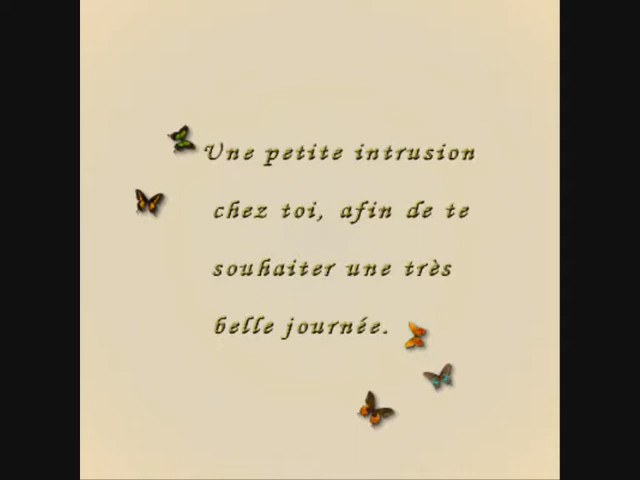 Une petite intrusion
chez toi, afin de te
souhaiter une très
belle journée.